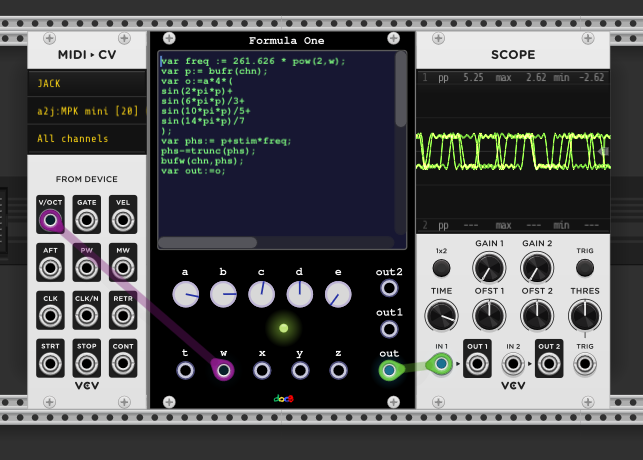 MIDI ▸ CV
JACK
a2j:MPK mini [20]
All channels
FROM DEVICE
V/OCT GATE VEL
AFT PW MW
CLK CLK/N RETR
STRT STOP CONT
VCV
Formula One
var freq := 261.626 * pow(2,w);
var p:= bufr(chn);
var o:=a*4*(
sin(2*pi*p)+
sin(6*pi*p)/3+
sin(10*pi*p)/5+
sin(14*pi*p)/7
);
var phs:= p+stim*freq;
phs-=trunc(phs);
bufw(chn,phs);
var out:=o;
a b c d e out2
out1
t w x y z out
docB
SCOPE
1 pp 5.25 max 2.62 min -2.62
2 pp --- max --- min ---
1x2 GAIN 1 GAIN 2 TRIG
TIME OFST 1 OFST 2 THRES
IN 1 ▸ OUT 1 IN 2 ▸ OUT 2 TRIG
VCV